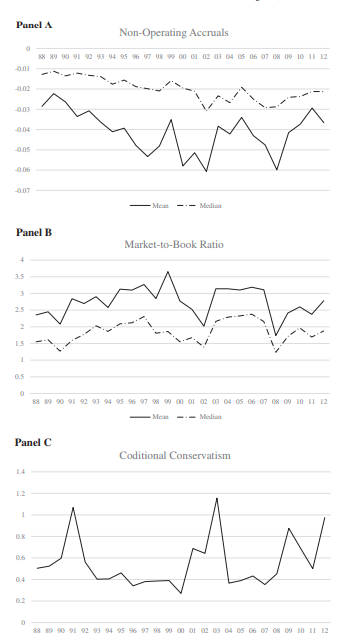 Panel A
Non-Operating Accruals
0
88 89 90 91 92 93 94 95 96 97 98 99 00 01 02 03 04 05 06 07 08 09 10 11 12
-0.01
-0.02
-0.03
-0.04
-0.05
-0.06
-0.07
Mean Median
Panel B
Market-to-Book Ratio
4
3.5
3
2.5
2
1.5
1
0.5
0
88 89 90 91 92 93 94 95 96 97 98 99 00 01 02 03 04 05 06 07 08 09 10 11 12
Mean Median
Panel C
Coditional Conservatism
1.4
1.2
1
0.8
0.6
0.4
0.2
0
88 89 90 91 92 93 94 95 96 97 98 99 00 01 02 03 04 05 06 07 08 09 10 11 12